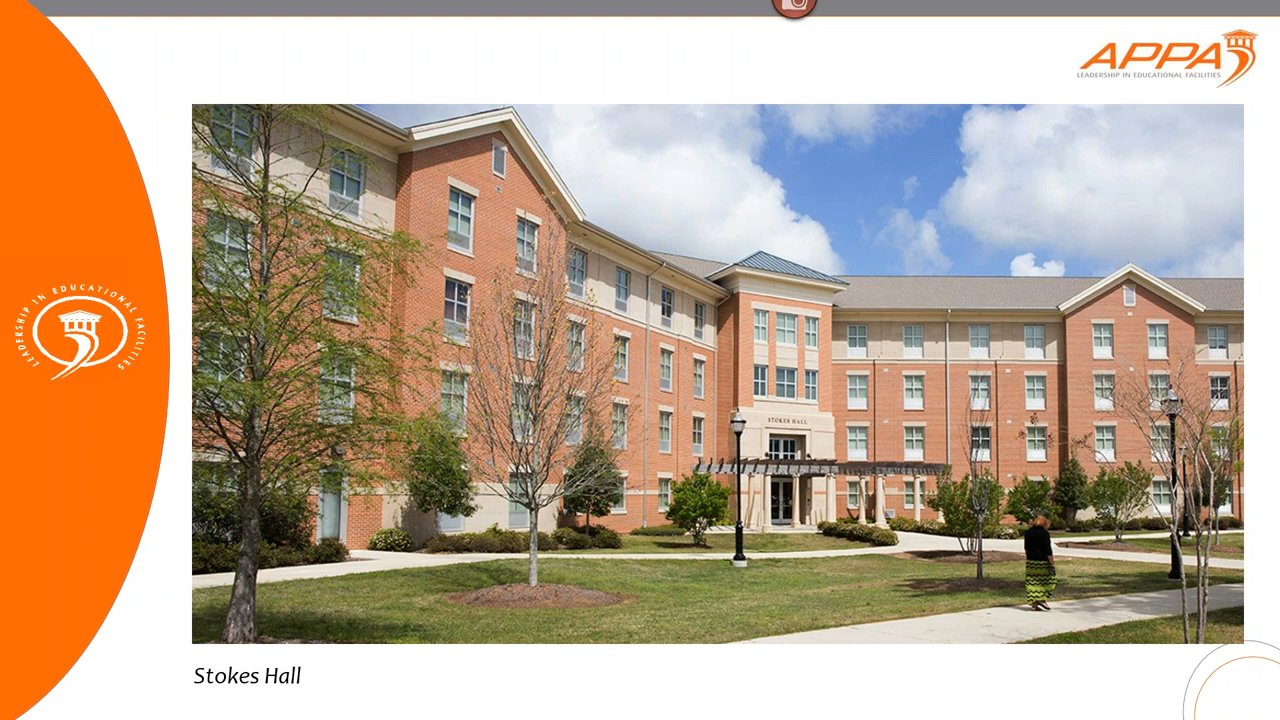 APPA
LEADERSHIP IN EDUCATIONAL FACILITIES
LEADERSHIP IN EDUCATIONAL FACILITIES
STOKES HALL
Stokes Hall